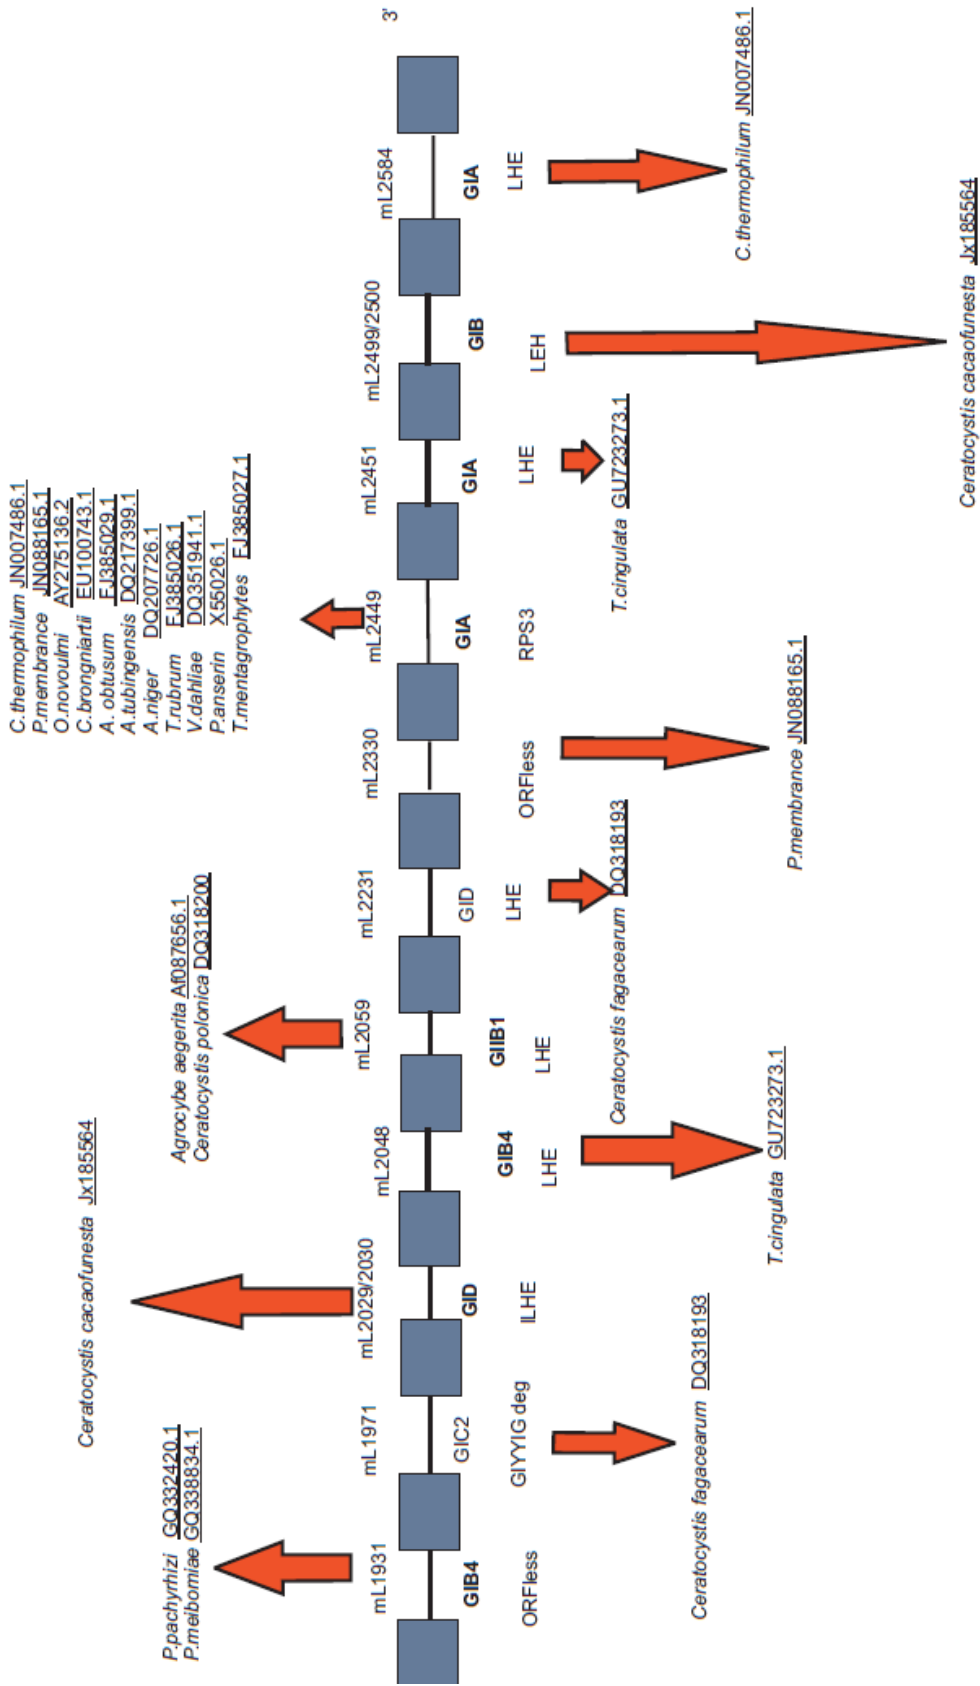 C.thermophilum JN007486.1
P.membrance JN088165.1
O.novoulmi AY275136.2
C.brongniartii EU100743.1
A. obtusum FJ385029.1
A.tubingensis DQ217399.1
A.niger DQ207726.1
T.rubrum FJ385026.1
V.dahliae DQ351941.1
P.anserin X55026.1
T.mentagrophytes FJ385027.1
Ceratocystis cacaofunesta Jx185564
P.pachyrhizi GQ332420.1
P.meibomiae GQ338834.1
Agrocybe aegerita Af087656.1
Ceratocystis polonica DQ318200
mL1931
mL1971
mL2029/2030
mL2048
mL2059
mL2231
mL2330
mL2449
mL2451
mL2499/2500
mL2584
3'
GIB4
GIC2
GID
GIB4
GIIB1
GID
GIA
GIA
GIB
GIA
ORFless
GIYYIG deg
ILHE
LHE
LHE
LHE
ORFless
RPS3
LHE
LEH
LHE
Ceratocystis fagacearum DQ318193
T.cingulata GU723273.1
Ceratocystis fagacearum DQ318193
P.membrance JN088165.1
T.cingulata GU723273.1
Ceratocystis cacaofunesta Jx185564
C.thermophilum JN007486.1